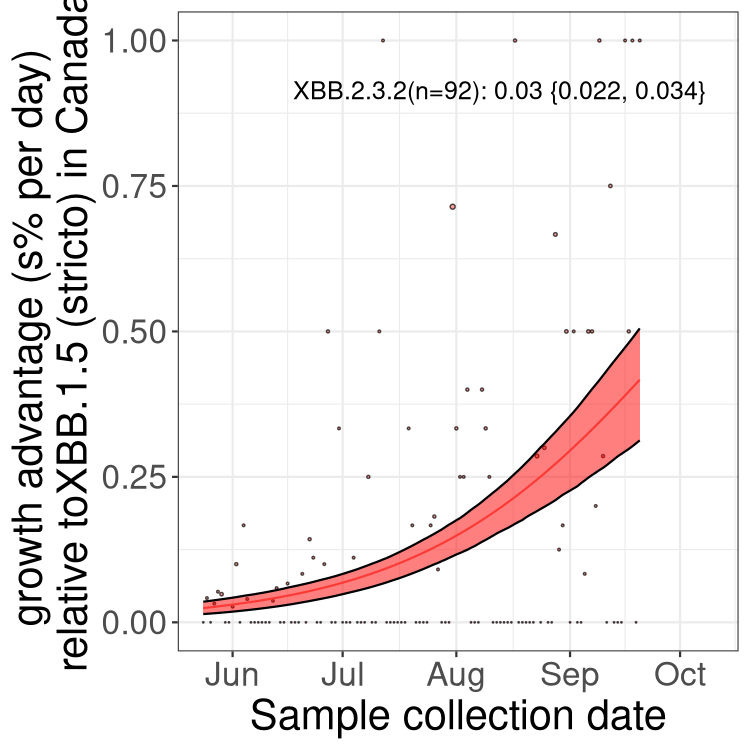 growth advantage (s% per day)
relative toXBB.1.5 (stricto) in Canada
1.00
0.75
0.50
0.25
0.00
XBB.2.3.2(n=92): 0.03 {0.022, 0.034}
Jun Jul Aug Sep Oct
Sample collection date